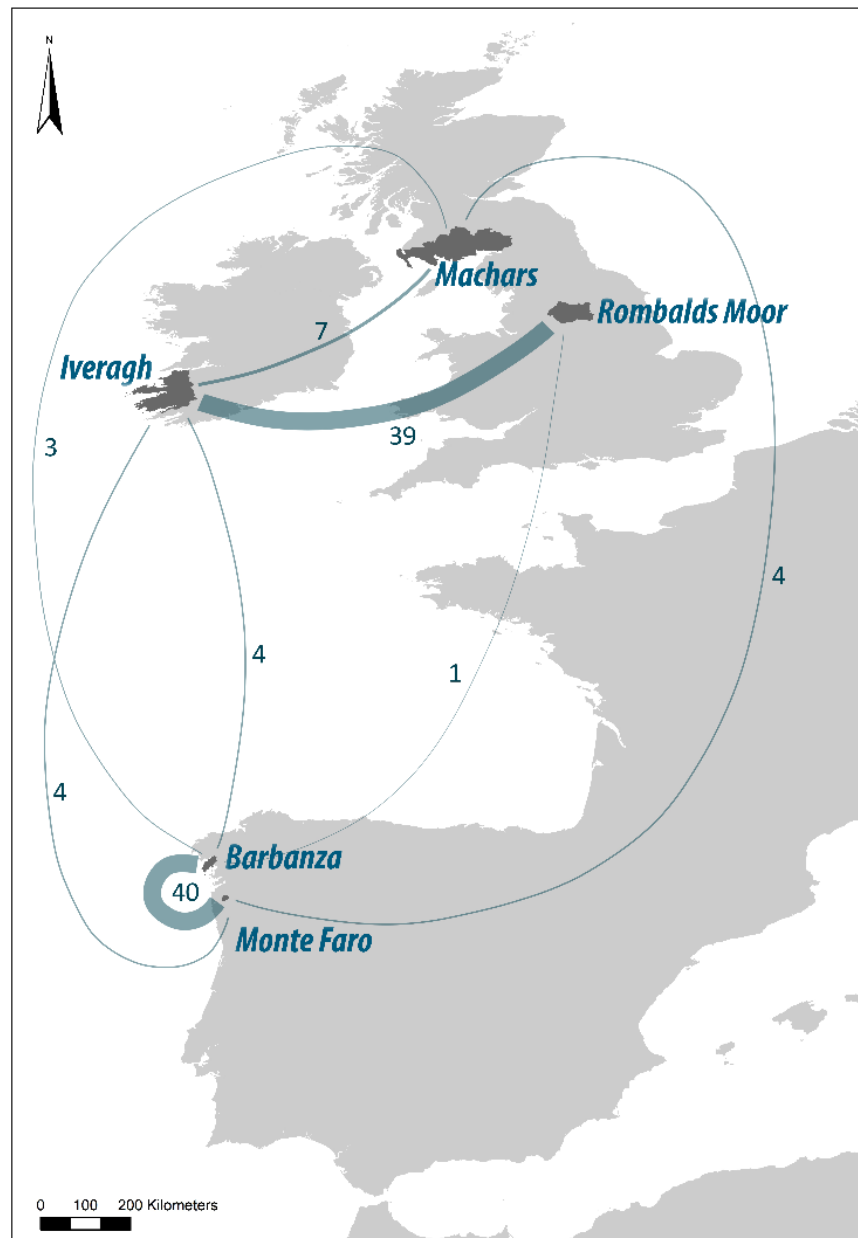 N
Machars
Rombalds Moor
7
Iveragh
39
3
4
4
1
4
Barbanza
40
Monte Faro
0 100 200 Kilometers